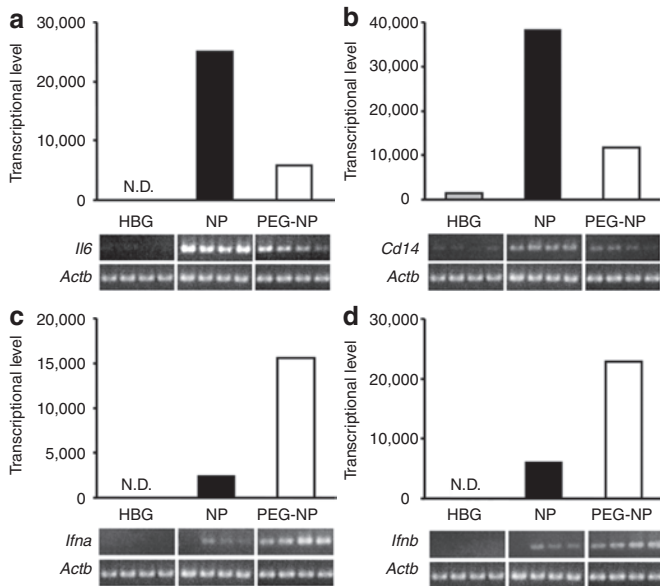 a
Transcriptional level
30,000
20,000
10,000
0
N.D.
HBG NP PEG-NP
Il6
Actb
b
Transcriptional level
40,000
30,000
20,000
10,000
0
HBG NP PEG-NP
Cd14
Actb
c
Transcriptional level
20,000
15,000
10,000
5,000
0
N.D.
HBG NP PEG-NP
Ifna
Actb
d
Transcriptional level
30,000
20,000
10,000
0
N.D.
HBG NP PEG-NP
Ifnb
Actb